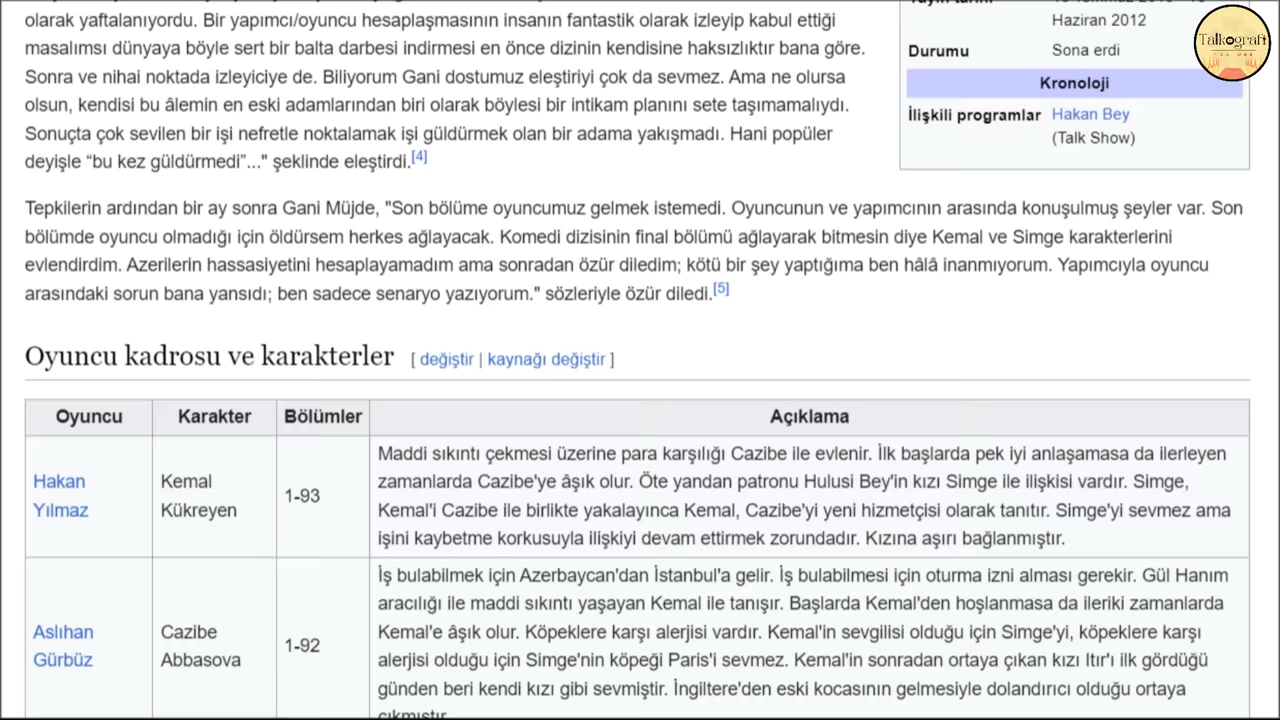 olarak yaftalanıyordu. Bir yapımcı/oyuncu hesaplaşmasının insanın fantastik olarak izleyip kabul ettiği
masalımsı dünyaya böyle sert bir balta darbesi indirmesi en önce dizinin kendisine haksızlıktır bana göre.
Sonra ve nihai noktada izleyiciye de. Biliyorum Gani dostumuz eleştiriyi çok da sevmez. Ama ne olursa
olsun, kendisi bu âlemin en eski adamlarından biri olarak böylesi bir intikam planını sete taşımamalıydı.
Sonuçta çok sevilen bir işi nefretle noktalamak işi güldürmek olan bir adama yakışmadı. Hani popüler
deyişle “bu kez güldürmedi”..." şeklinde eleştirdi.[4]
Haziran 2012
Durumu Sona erdi
Kronoloji
İlişkili programlar Hakan Bey
(Talk Show)
Talkografi
Tepkilerin ardından bir ay sonra Gani Müjde, "Son bölüme oyuncumuz gelmek istemedi. Oyuncunun ve yapımcının arasında konuşulmuş şeyler var. Son
bölümde oyuncu olmadığı için öldürsem herkes ağlayacak. Komedi dizisinin final bölümü ağlayarak bitmesin diye Kemal ve Simge karakterlerini
evlendirdim. Azerilerin hassasiyetini hesaplayamadım ama sonradan özür diledim; kötü bir şey yaptığıma ben hâlâ inanmıyorum. Yapımcıyla oyuncu
arasındaki sorun bana yansıdı; ben sadece senaryo yazıyorum." sözleriyle özür diledi.[5]
Oyuncu kadrosu ve karakterler [ değiştir | kaynağı değiştir ]
Oyuncu Karakter Bölümler Açıklama
Hakan
Yılmaz
Kemal
Kükreyen
1-93
Maddi sıkıntı çekmesi üzerine para karşılığı Cazibe ile evlenir. İlk başlarda pek iyi anlaşamasa da ilerleyen
zamanlarda Cazibe'ye âşık olur. Öte yandan patronu Hulusi Bey'in kızı Simge ile ilişkisi vardır. Simge,
Kemal'i Cazibe ile birlikte yakalayınca Kemal, Cazibe'yi yeni hizmetçisi olarak tanıtır. Simge'yi sevmez ama
işini kaybetme korkusuyla ilişkiyi devam ettirmek zorundadır. Kızına aşırı bağlanmıştır.
Aslıhan
Gürbüz
Cazibe
Abbasova
1-92
İş bulabilmek için Azerbaycan'dan İstanbul'a gelir. İş bulabilmesi için oturma izni alması gerekir. Gül Hanım
aracılığı ile maddi sıkıntı yaşayan Kemal ile tanışır. Başlarda Kemal'den hoşlanmasa da ileriki zamanlarda
Kemal'e âşık olur. Köpeklere karşı alerjisi vardır. Kemal'in sevgilisi olduğu için Simge'yi, köpeklere karşı
alerjisi olduğu için Simge'nin köpeği Paris'i sevmez. Kemal'in sonradan ortaya çıkan kızı Itır'ı ilk gördüğü
günden beri kendi kızı gibi sevmiştir. İngiltere'den eski kocasının gelmesiyle dolandırıcı olduğu ortaya
çıkmıştır.